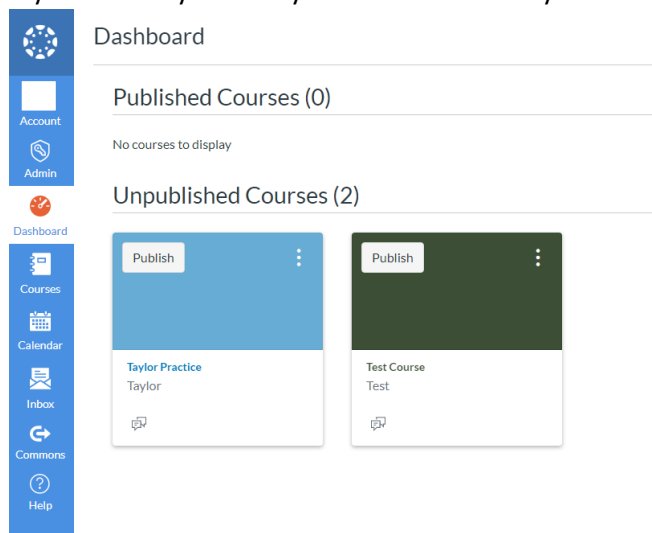 Dashboard
Published Courses (0)
Account
No courses to display
Admin
Unpublished Courses (2)
Dashboard
Publish
Publish
Courses
Calendar
Taylor Practice
Taylor
Test Course
Test
Inbox
Commons
Help